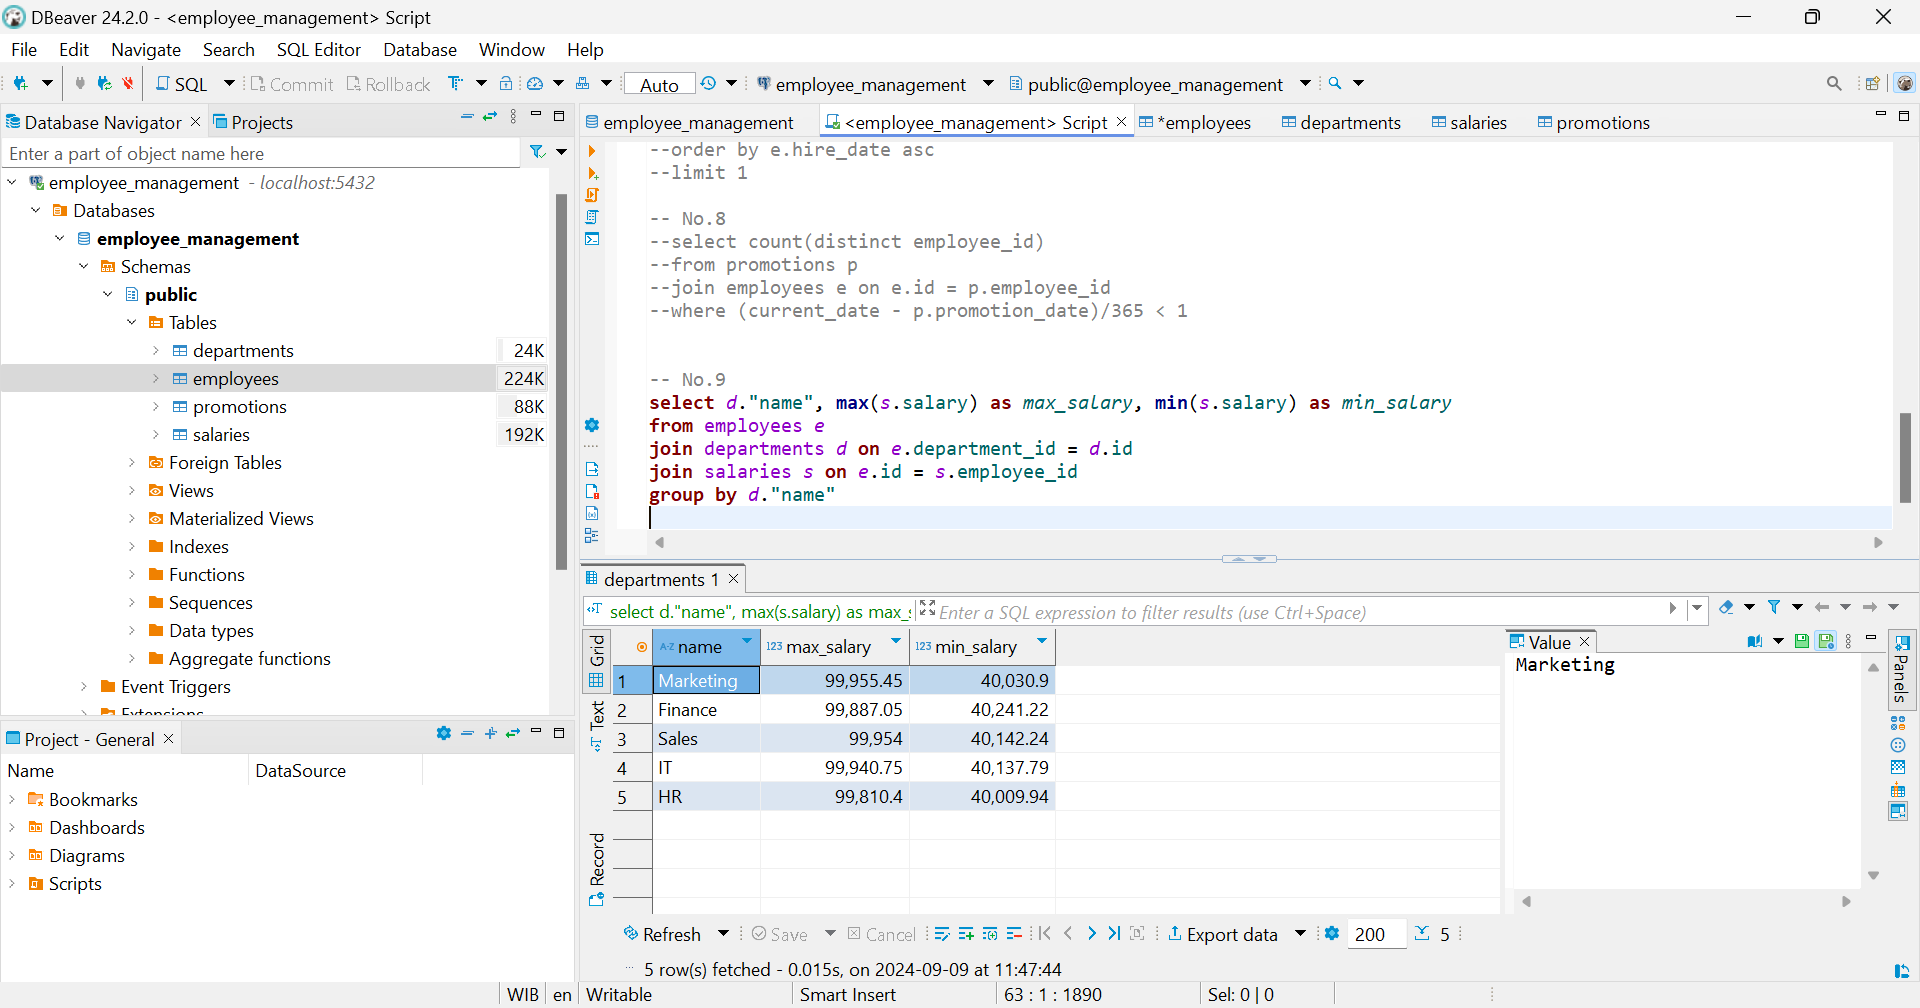 DBeaver 24.2.0 - <employee_management> Script
File Edit Navigate Search SQL Editor Database Window Help
SQL Commit Rollback Auto employee_management public@employee_management
Database Navigator Projects
Enter a part of object name here
employee_management - localhost:5432
Databases
employee_management
Schemas
public
Tables
departments 24K
employees 224K
promotions 88K
salaries 192K
Foreign Tables
Views
Materialized Views
Indexes
Functions
Sequences
Data types
Aggregate functions
Event Triggers
Extensions
Project - General
Name DataSource
Bookmarks
Dashboards
Diagrams
Scripts
employee_management <employee_management> Script *employees departments salaries promotions
--order by e.hire_date asc
--limit 1
-- No.8
--select count(distinct employee_id)
--from promotions p
--join employees e on e.id = p.employee_id
--where (current_date - p.promotion_date)/365 < 1
-- No.9
select d."name", max(s.salary) as max_salary, min(s.salary) as min_salary
from employees e
join departments d on e.department_id = d.id
join salaries s on e.id = s.employee_id
group by d."name"
departments 1
select d."name", max(s.salary) as max_s Enter a SQL expression to filter results (use Ctrl+Space)
Grid
Text
Record
A-Z name 123 max_salary 123 min_salary
1 Marketing 99,955.45 40,030.9
2 Finance 99,887.05 40,241.22
3 Sales 99,954 40,142.24
4 IT 99,940.75 40,137.79
5 HR 99,810.4 40,009.94
Value
Marketing
Panels
Refresh Save Cancel Export data 200 5
5 row(s) fetched - 0.015s, on 2024-09-09 at 11:47:44
WIB en Writable Smart Insert 63 : 1 : 1890 Sel: 0 | 0